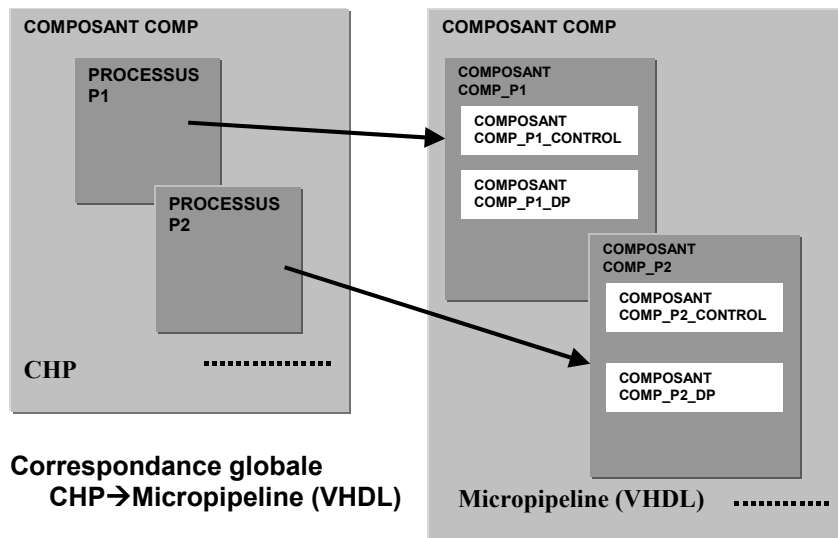 COMPOSANT COMP
PROCESSUS
P1
PROCESSUS
P2
CHP
Correspondance globale
CHP→Micropipeline (VHDL)
COMPOSANT COMP
COMPOSANT
COMP_P1
COMPOSANT
COMP_P1_CONTROL
COMPOSANT
COMP_P1_DP
COMPOSANT
COMP_P2
COMPOSANT
COMP_P2_CONTROL
COMPOSANT
COMP_P2_DP
Micropipeline (VHDL)